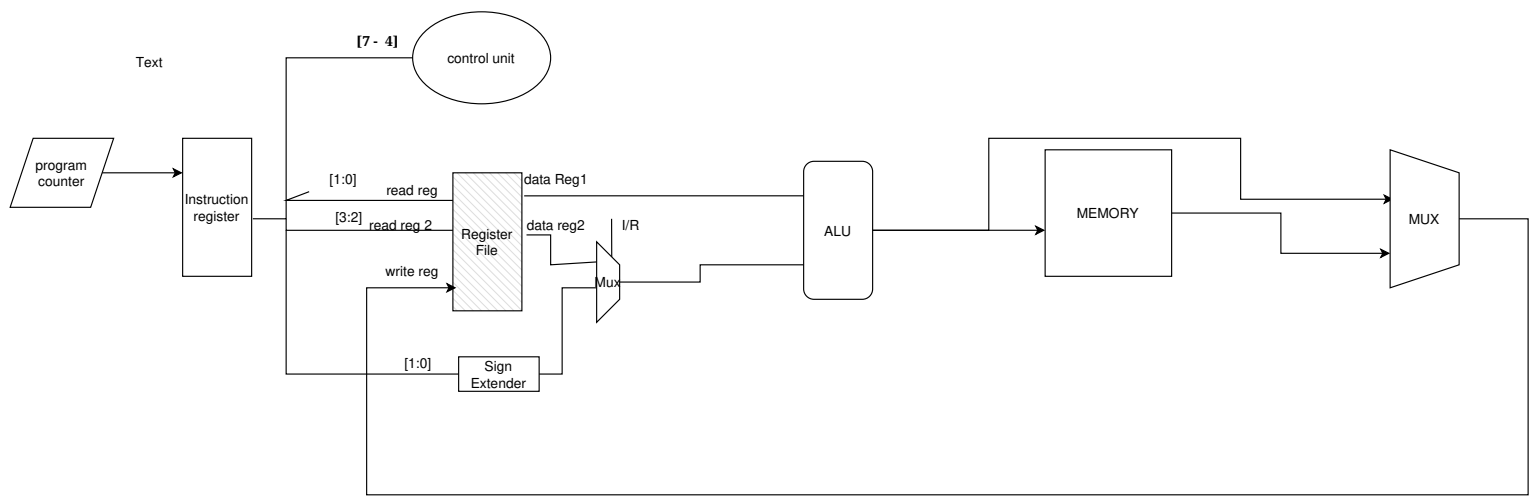 [7 - 4]
control unit
Text
program
counter
Instruction
register
[1:0]
read reg
[3:2]
read reg 2
write reg
Register
File
data Reg1
data reg2
I/R
Mux
[1:0]
Sign
Extender
ALU
MEMORY
MUX